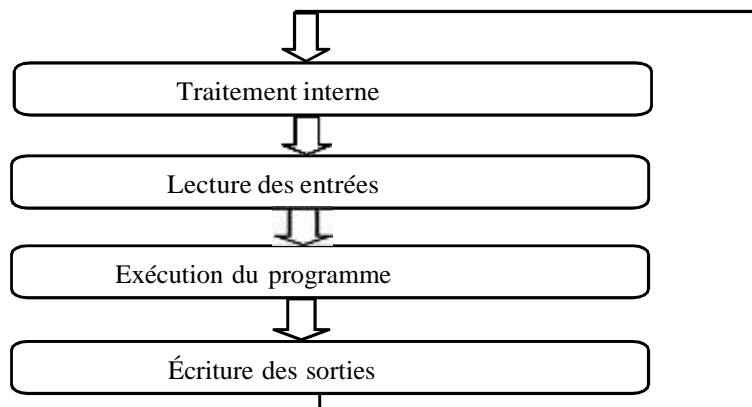 Traitement interne
Lecture des entrées
Exécution du programme
Écriture des sorties